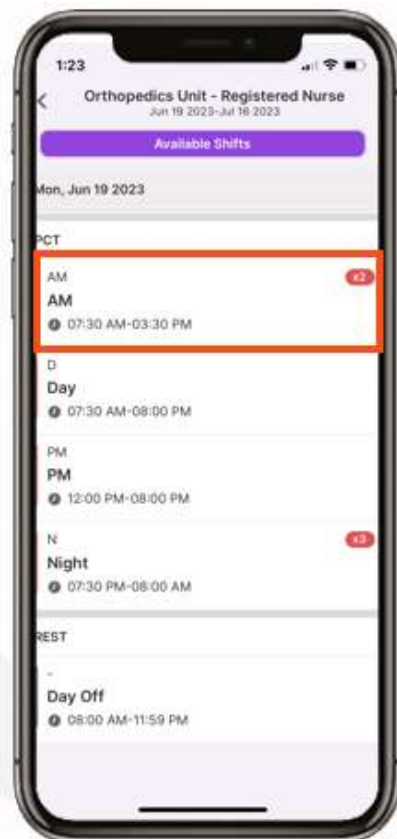 1:23
Orthopedics Unit - Registered Nurse
Jun 19 2023-Jul 16 2023
Available Shifts
Mon, Jun 19 2023
PCT
AM
x2
AM
07:30 AM-03:30 PM
D
Day
07:30 AM-08:00 PM
PM
PM
12:00 PM-08:00 PM
N
x3
Night
07:30 PM-08:00 AM
REST
-
Day Off
08:00 AM-11:59 PM